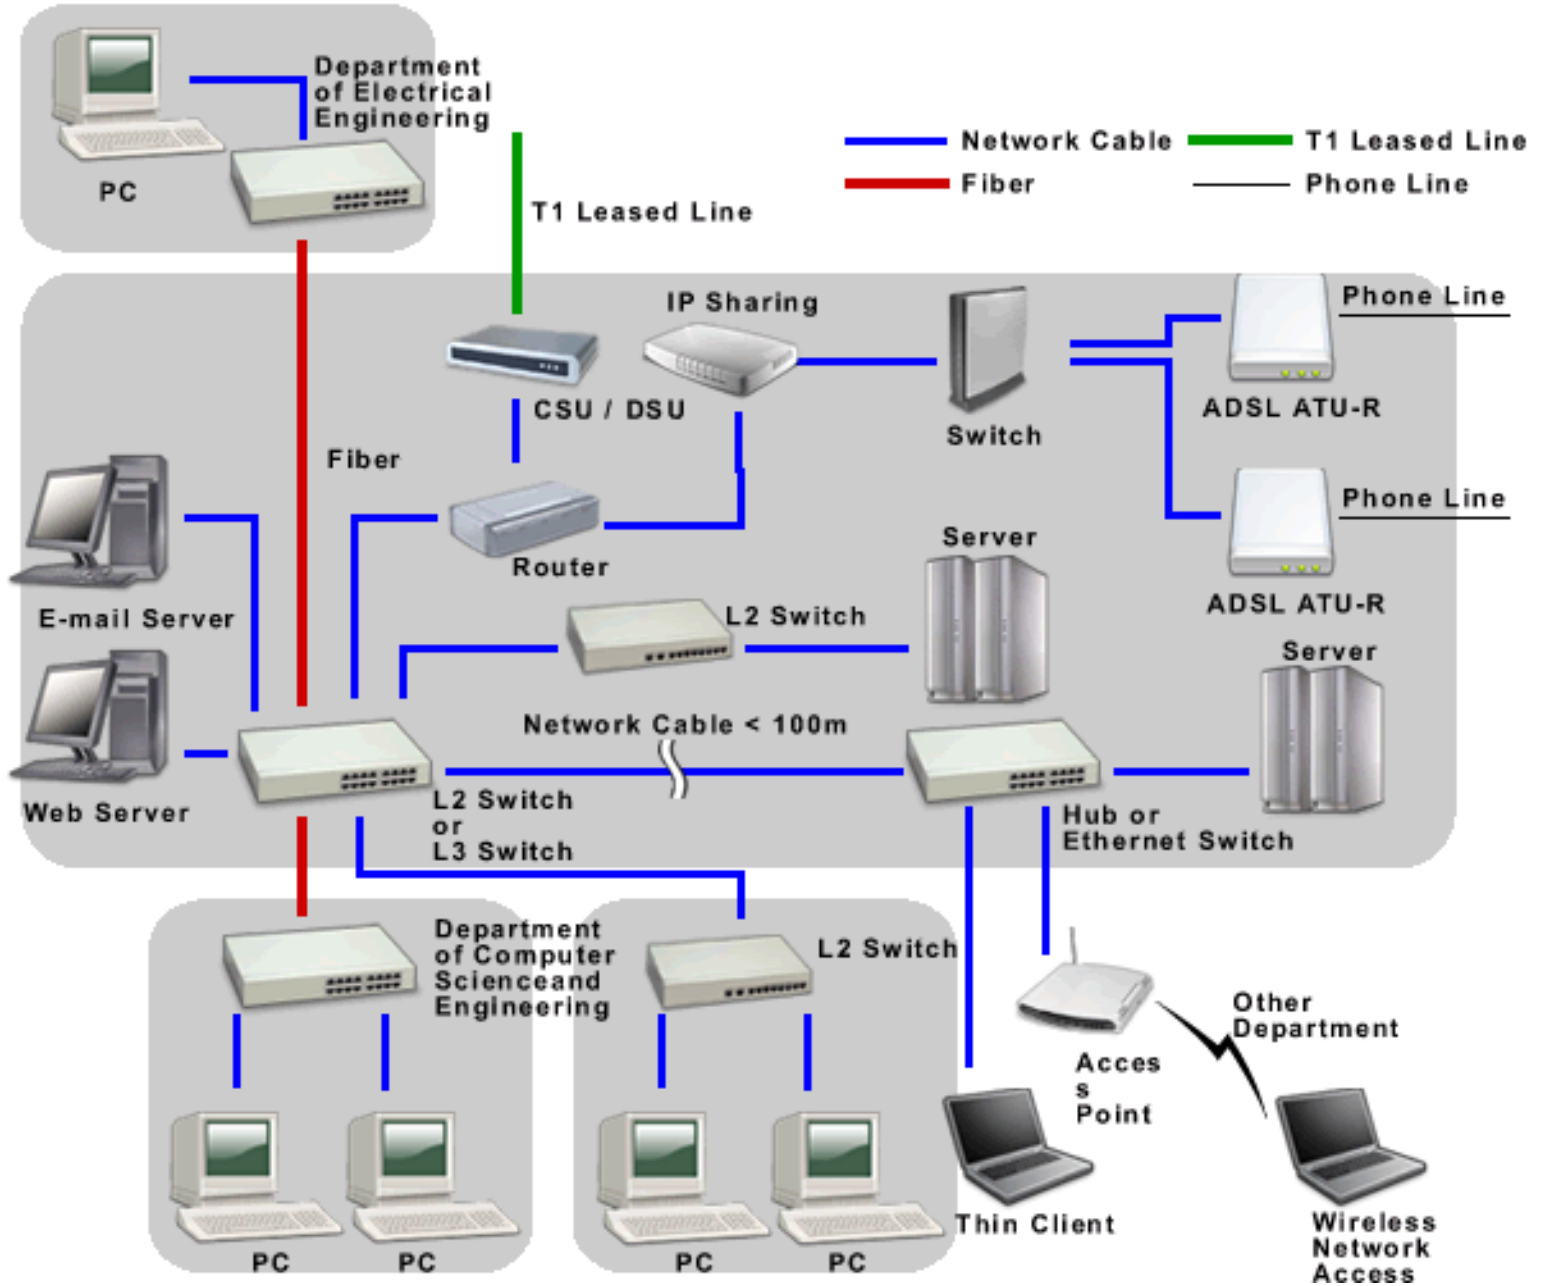 Department
of Electrical
Engineering
PC
Network Cable
T1 Leased Line
Fiber
Phone Line
T1 Leased Line
IP Sharing
Phone Line
CSU / DSU
Switch
ADSL ATU-R
Fiber
Phone Line
Router
Server
ADSL ATU-R
E-mail Server
L2 Switch
Server
Network Cable < 100m
Web Server
L2 Switch
or
L3 Switch
Hub or
Ethernet Switch
Department
of Computer
Scienceand
Engineering
L2 Switch
Other
Department
Acces
s
Point
PC
PC
PC
PC
Thin Client
Wireless
Network
Access